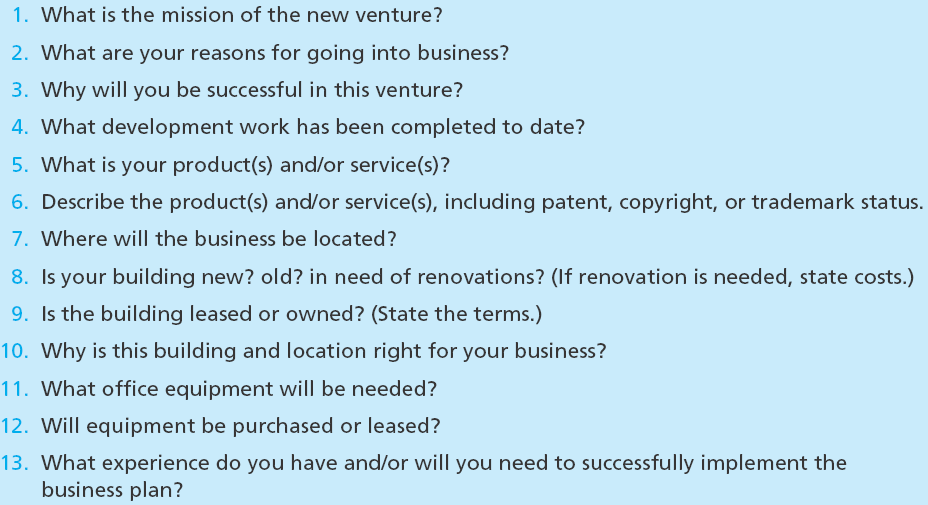 1. What is the mission of the new venture?
2. What are your reasons for going into business?
3. Why will you be successful in this venture?
4. What development work has been completed to date?
5. What is your product(s) and/or service(s)?
6. Describe the product(s) and/or service(s), including patent, copyright, or trademark status.
7. Where will the business be located?
8. Is your building new? old? in need of renovations? (If renovation is needed, state costs.)
9. Is the building leased or owned? (State the terms.)
10. Why is this building and location right for your business?
11. What office equipment will be needed?
12. Will equipment be purchased or leased?
13. What experience do you have and/or will you need to successfully implement the
business plan?